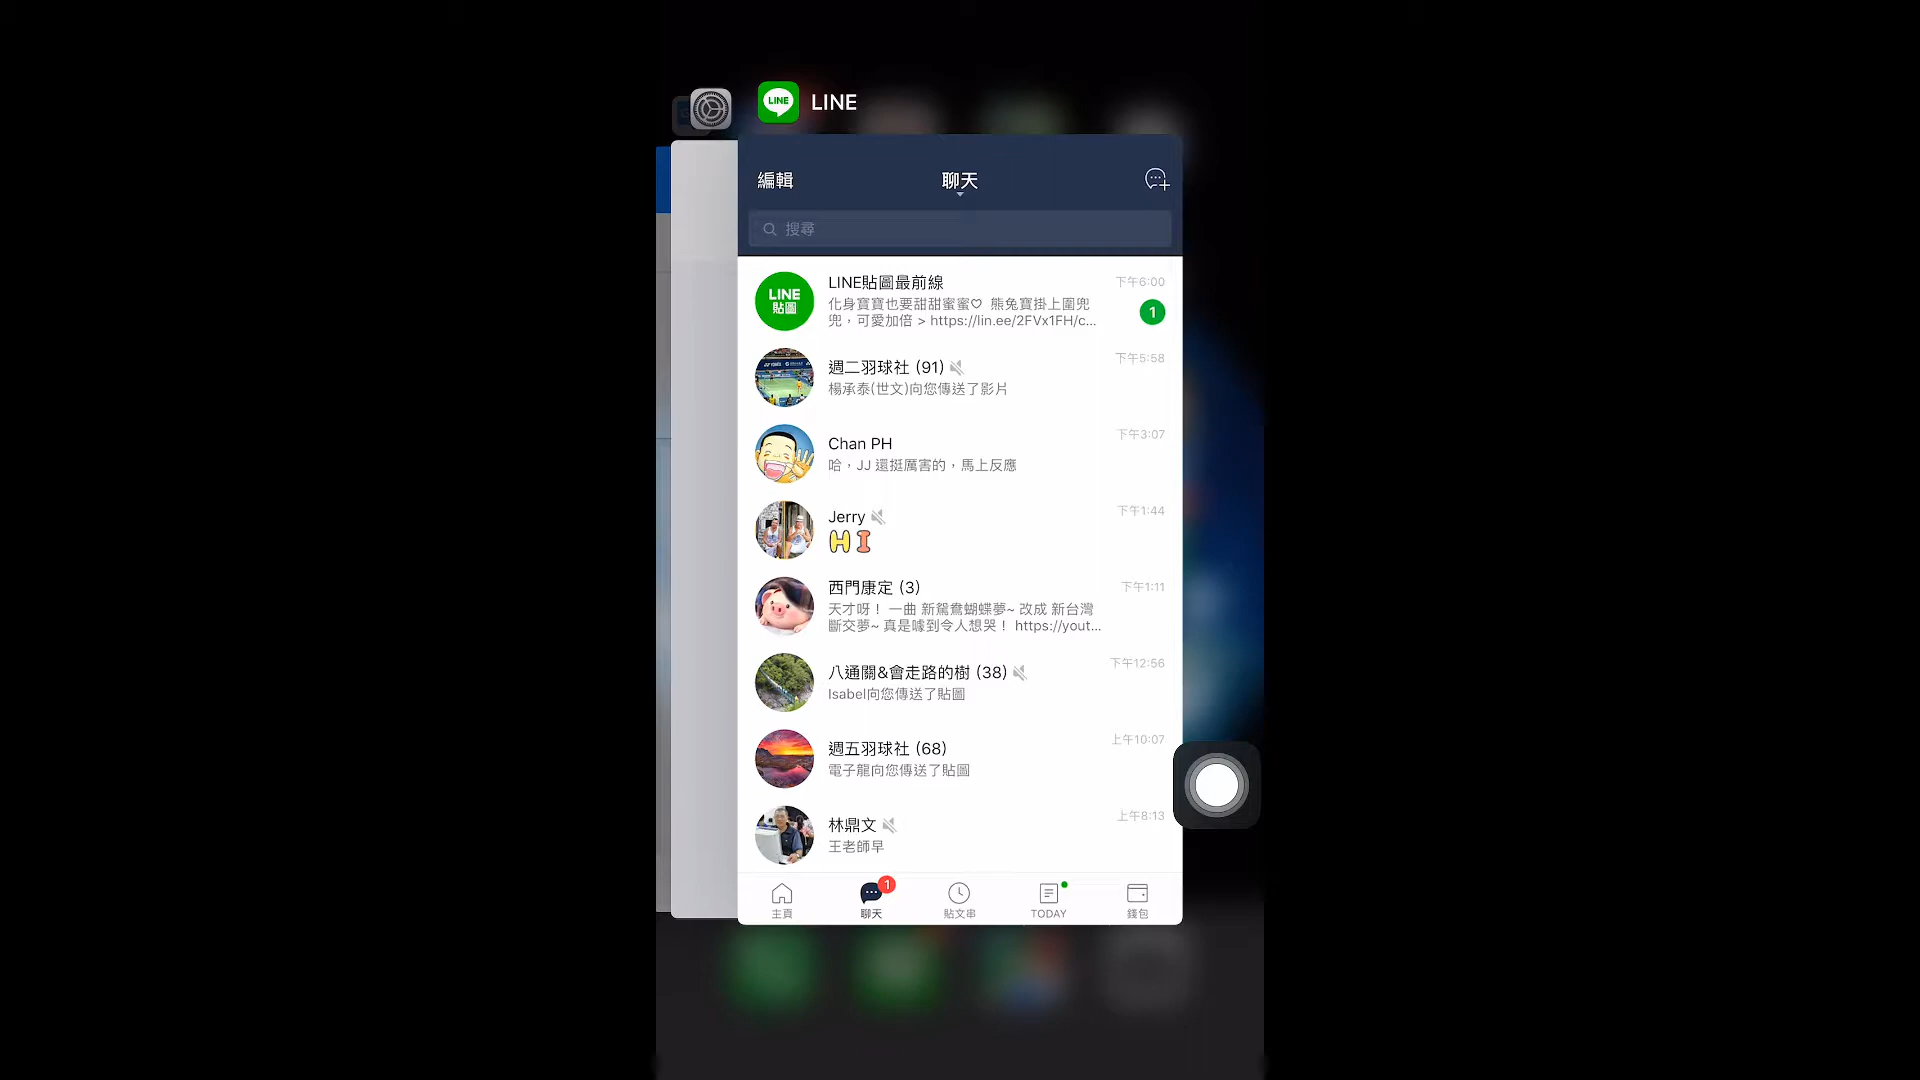 LINE
LINE
編輯
聊天
搜尋
LINE
貼圖
LINE貼圖最前線
下午6:00
化身寶寶也要甜甜蜜蜜♡ 熊兔寶掛上圍兜
兜，可愛加倍 > https://lin.ee/2FVx1FH/c...
1
週二羽球社 (91)
下午5:58
楊承泰(世文)向您傳送了影片
Chan PH
下午3:07
哈，JJ 還挺厲害的，馬上反應
Jerry
下午1:44
HI
西門康定 (3)
下午1:11
天才呀！ 一曲 新鴛鴦蝴蝶夢~ 改成 新台灣
斷交夢~ 真是噱到令人想哭！ https://yout...
八通關&會走路的樹 (38)
下午12:56
Isabel向您傳送了貼圖
週五羽球社 (68)
上午10:07
電子龍向您傳送了貼圖
林鼎文
上午8:13
王老師早
1
主頁
聊天
貼文串
TODAY
錢包